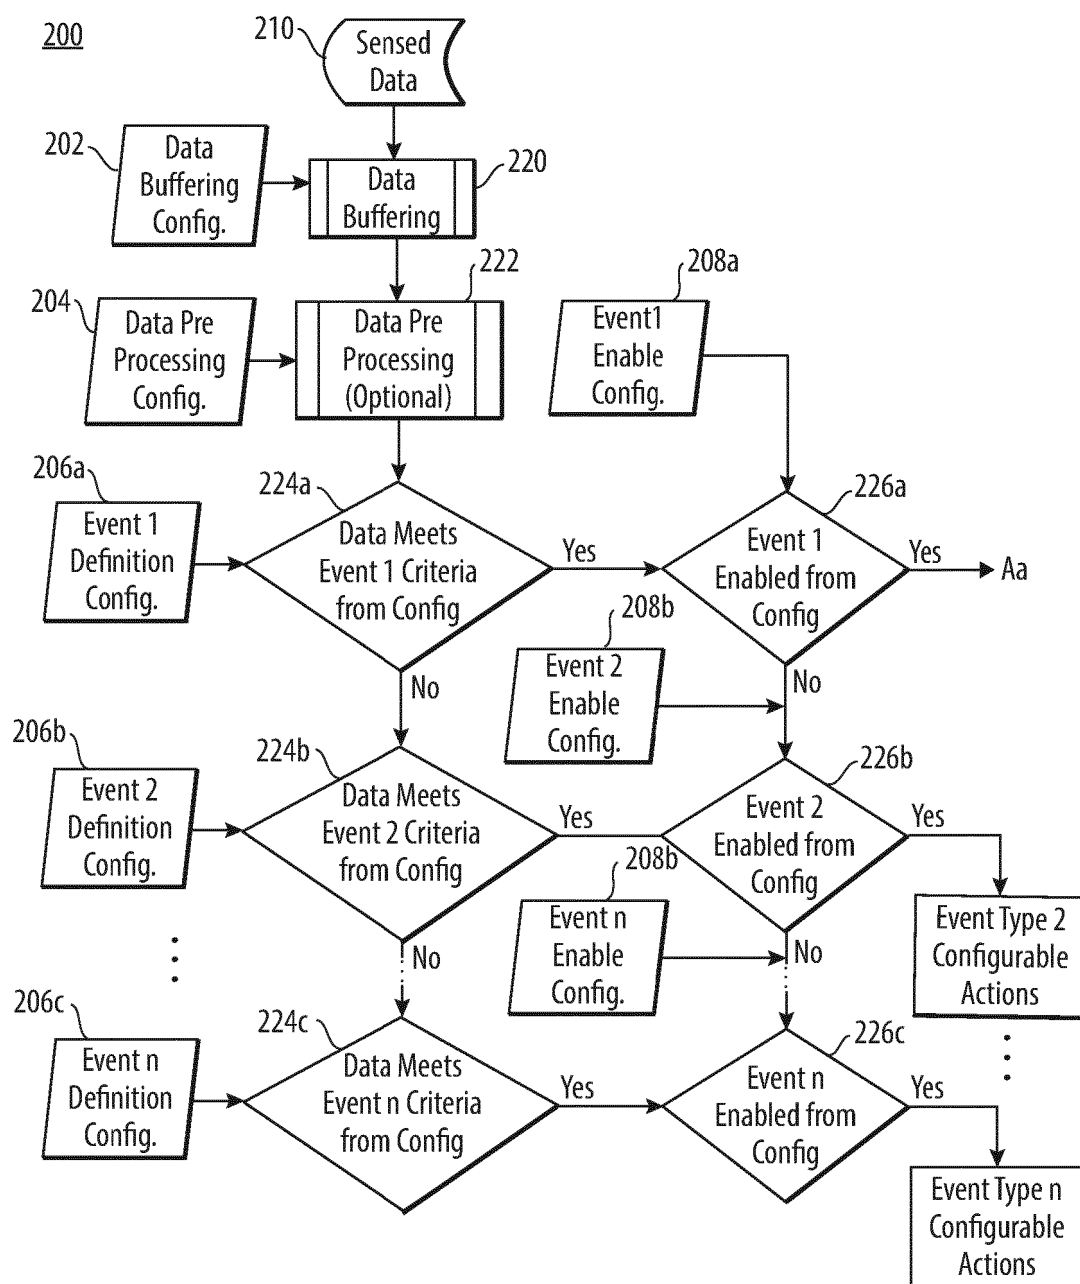 200
210
Sensed
Data
202
Data
Buffering
Config.
Data
Buffering
220
204
Data Pre
Processing
Config.
222
Data Pre
Processing
(Optional)
208a
Event1
Enable
Config.
206a
Event 1
Definition
Config.
224a
Data Meets
Event 1 Criteria
from Config
Yes
No
226a
Event 1
Enabled from
Config
Yes
Aa
No
208b
Event 2
Enable
Config.
206b
Event 2
Definition
Config.
224b
Data Meets
Event 2 Criteria
from Config
Yes
No
226b
Event 2
Enabled from
Config
Yes
No
208b
Event n
Enable
Config.
Event Type 2
Configurable
Actions
206c
Event n
Definition
Config.
224c
Data Meets
Event n Criteria
from Config
Yes
226c
Event n
Enabled from
Config
Yes
Event Type n
Configurable
Actions